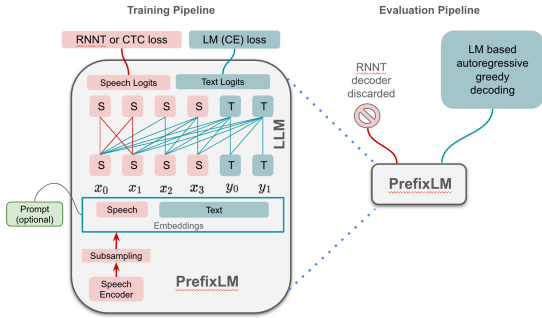 Training Pipeline
Evaluation Pipeline
RNNT or CTC loss
LM (CE) loss
Speech Logits
Text Logits
S S S S T T
LLM
S S S S T T
x0 x1 x2 x3 y0 y1
Speech
Text
Embeddings
Prompt
(optional)
Subsampling
Speech
Encoder
PrefixLM
RNNT
decoder
discarded
LM based
autoregressive
greedy
decoding
PrefixLM